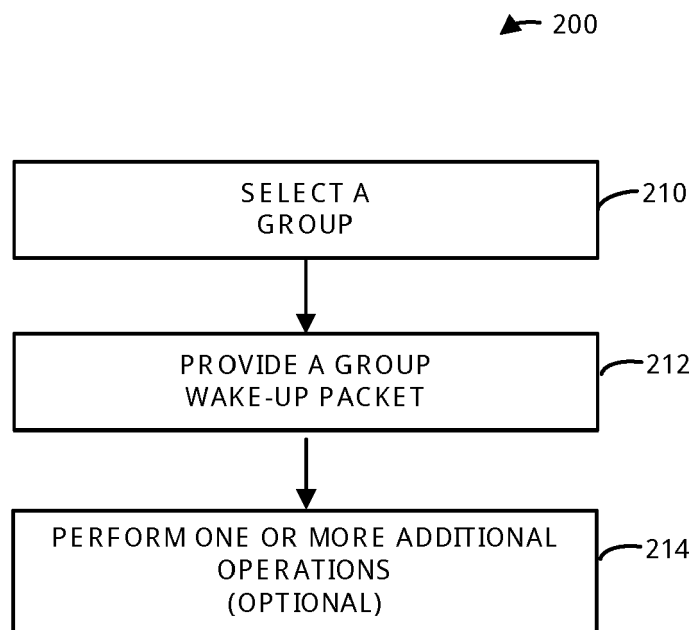 200
SELECT A
GROUP
210
PROVIDE A GROUP
WAKE-UP PACKET
212
PERFORM ONE OR MORE ADDITIONAL
OPERATIONS
(OPTIONAL)
214